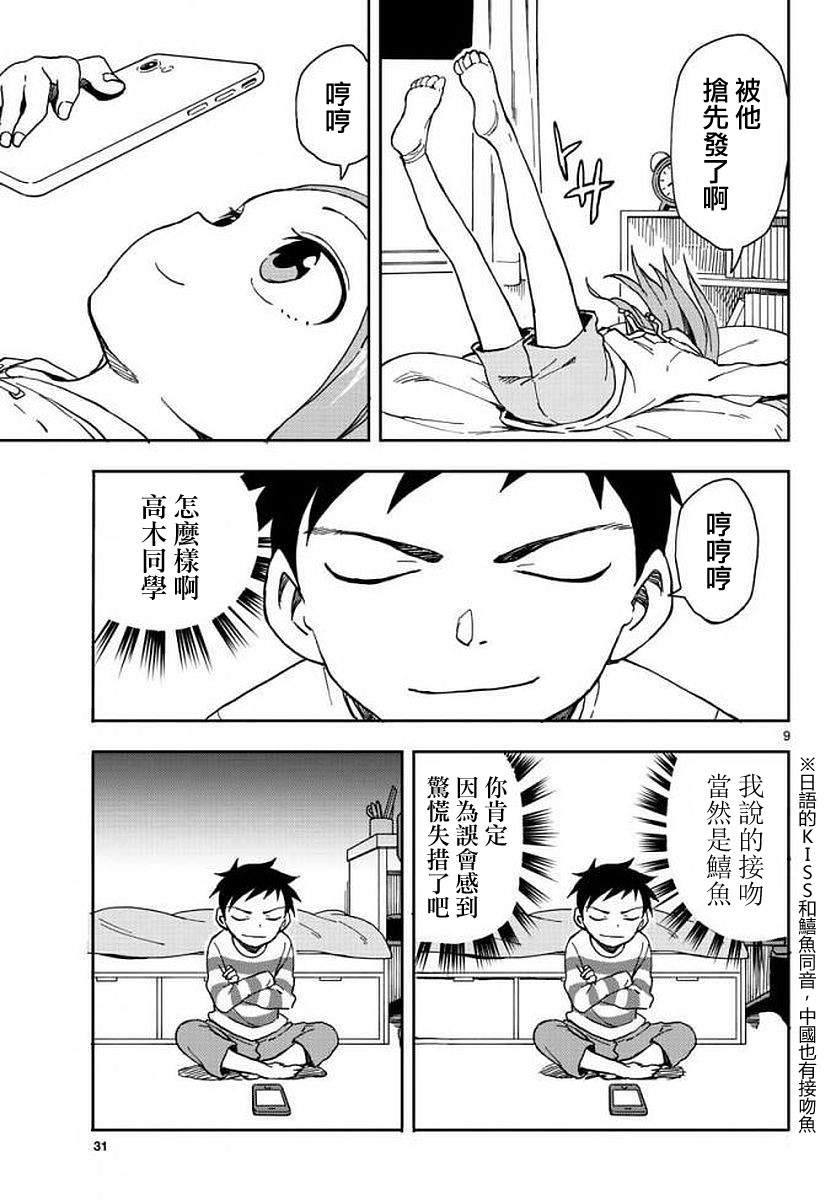 被他
搶先發了啊
ドサ
哼哼
哼哼哼
怎麼樣啊
高木同學
9
我說的接吻
當然是鱚魚
你肯定
因為誤會感到
驚慌失措了吧
※日語的KISS和鱚魚同音，中國也有接吻魚
31